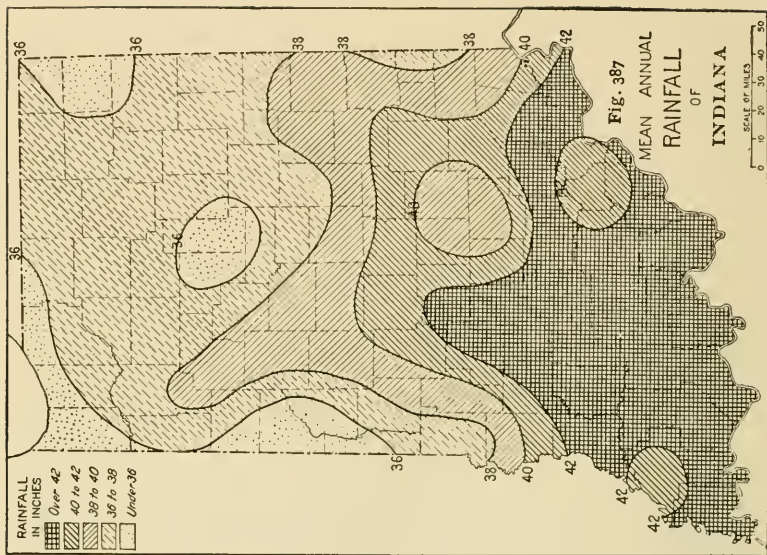 RAINFALL
IN INCHES
Over 42
40 to 42
38 to 40
36 to 38
Under 36
36
36
36
36
36
38
38
38
40
42
40
36
38
40
42
42
42
42
Fig. 387
MEAN ANNUAL
RAINFALL
OF
INDIANA
SCALE OF MILES
0 10 20 30 40 50